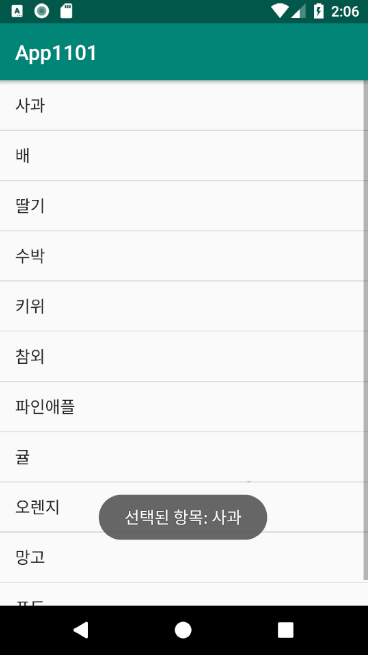 2:06
App1101
사과
배
딸기
수박
키위
참외
파인애플
귤
오렌지
선택된 항목: 사과
망고